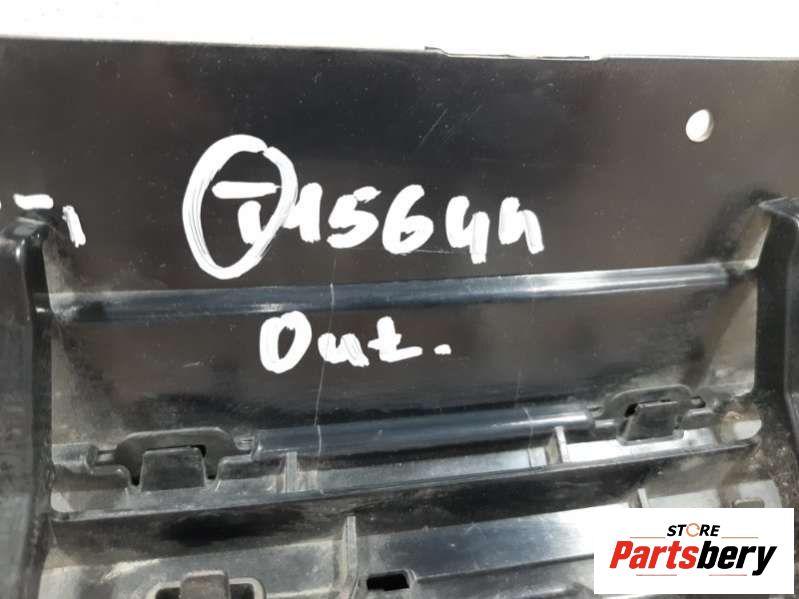 T 15644
Out.
STORE
Partsbery